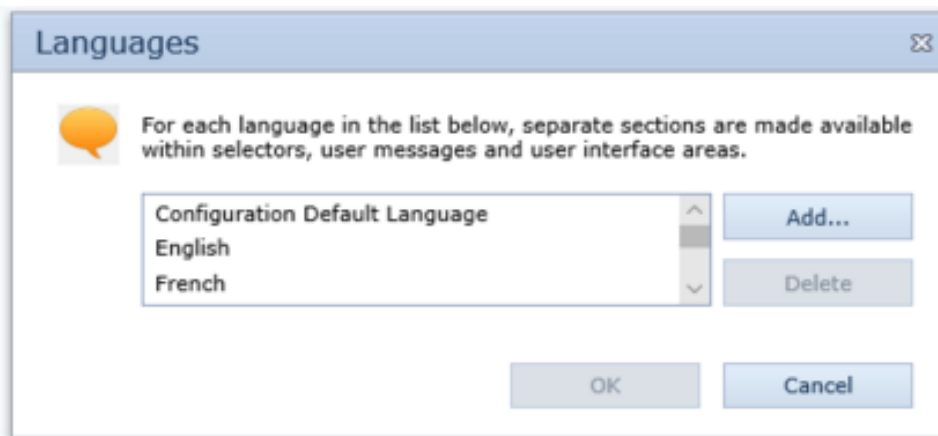 Languages
For each language in the list below, separate sections are made available
within selectors, user messages and user interface areas.
Configuration Default Language
Add...
English
French
Delete
OK
Cancel